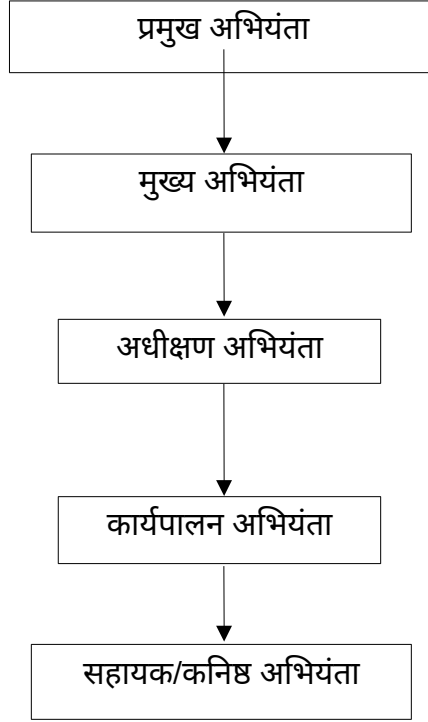 प्रमुख अभियंता
मुख्य अभियंता
अधीक्षण अभियंता
कार्यपालन अभियंता
सहायक/कनिष्ठ अभियंता